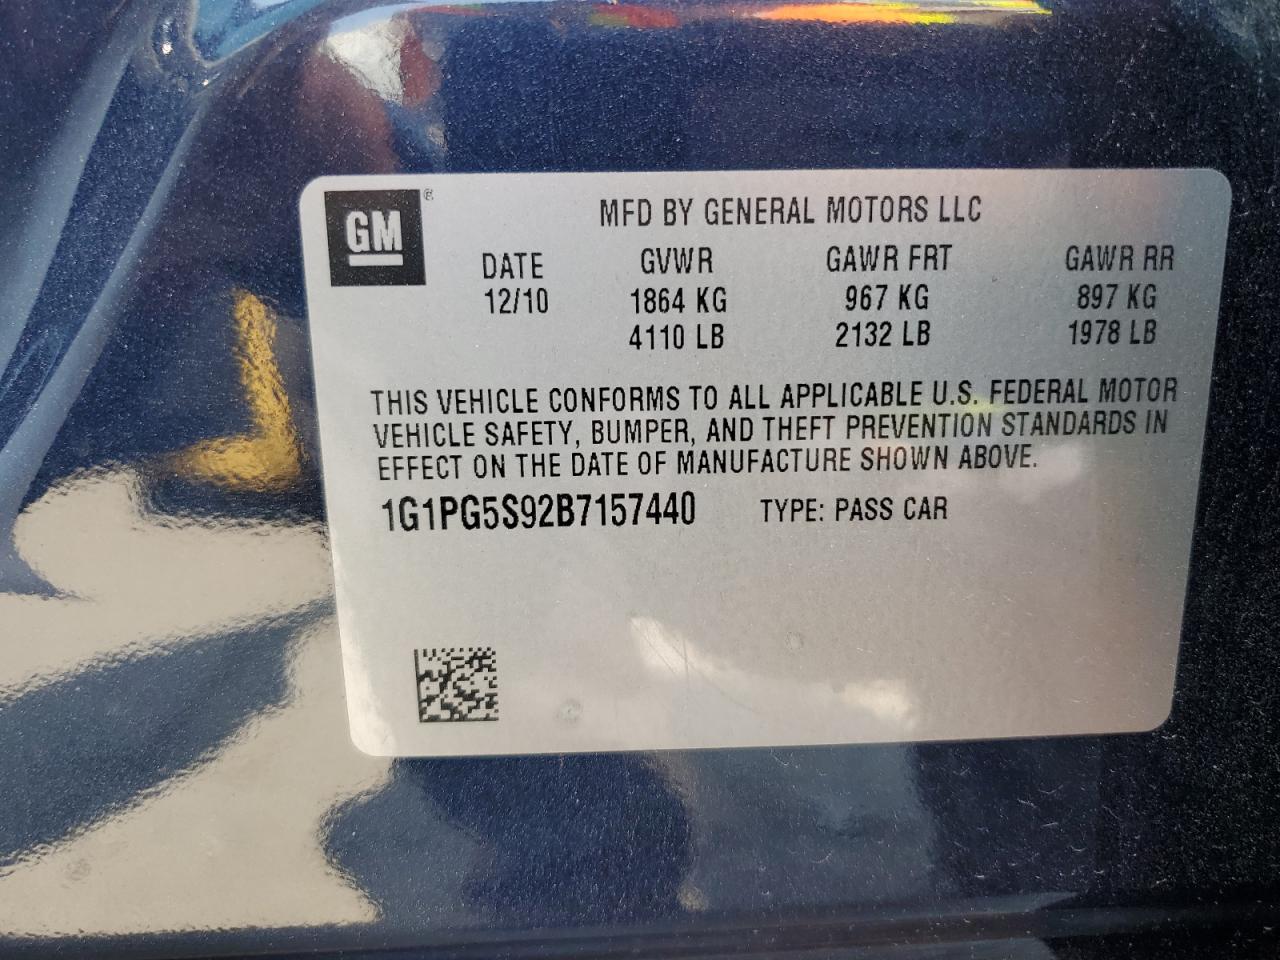 GM
MFD BY GENERAL MOTORS LLC
DATE GVWR GAWR FRT GAWR RR
12/10 1864 KG 967 KG 897 KG
4110 LB 2132 LB 1978 LB
THIS VEHICLE CONFORMS TO ALL APPLICABLE U.S. FEDERAL MOTOR
VEHICLE SAFETY, BUMPER, AND THEFT PREVENTION STANDARDS IN
EFFECT ON THE DATE OF MANUFACTURE SHOWN ABOVE.
1G1PG5S92B7157440 TYPE: PASS CAR